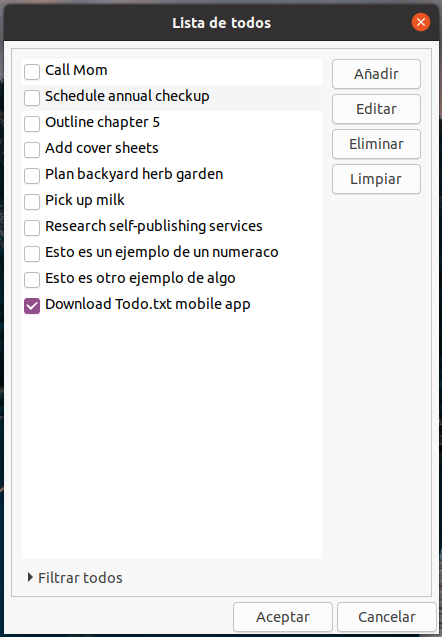 Lista de todos
Call Mom
Schedule annual checkup
Outline chapter 5
Add cover sheets
Plan backyard herb garden
Pick up milk
Research self-publishing services
Esto es un ejemplo de un numeraco
Esto es otro ejemplo de algo
Download Todo.txt mobile app
Añadir
Editar
Eliminar
Limpiar
Filtrar todos
Aceptar
Cancelar